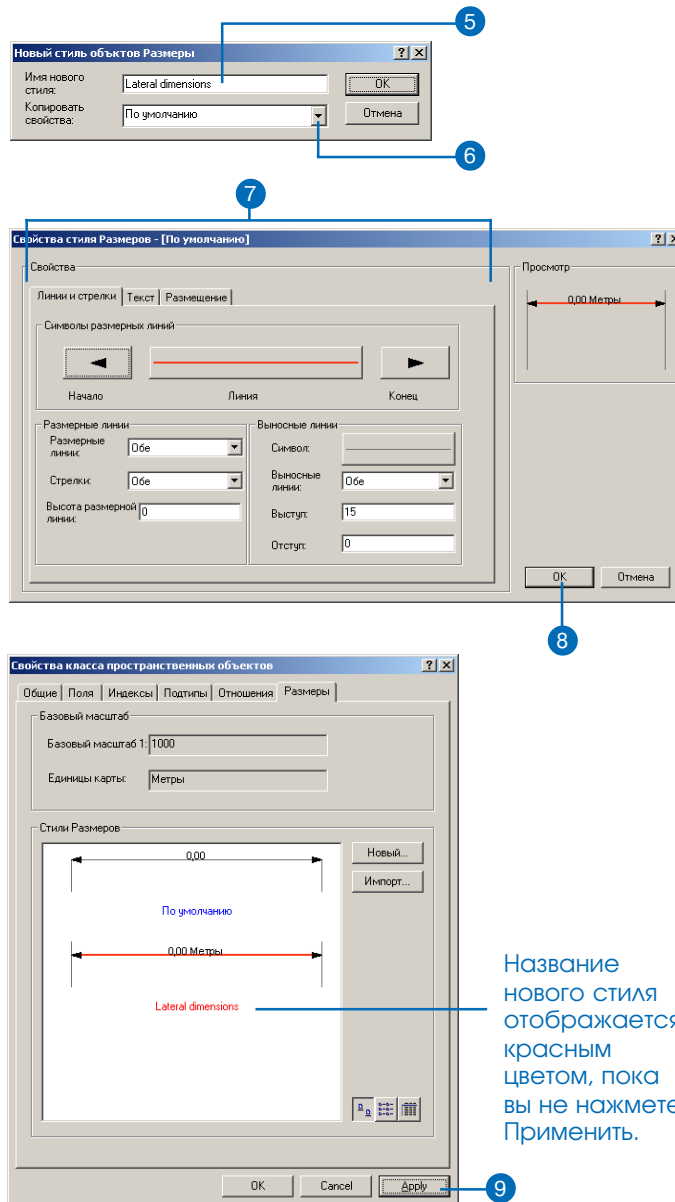 5
Новый стиль объктов Размеры
Имя нового стиля:
Lateral dimensions
OK
Копировать свойства:
По умолчанию
Отмена
6
7
Свойства стиля Размеров - [По умолчанию]
Свойства
Просмотр
Линии и стрелки Текст Размещение
0,00 Метры
Символы размерных линий
Начало Линия Конец
Размерные линии
Размерные линии:
Обе
Стрелки:
Обе
Высота размерной линии:
0
Выносные линии
Символ:
Выносные линии:
Обе
Выступ:
15
Отступ:
0
OK Отмена
8
Свойства класса пространственных объектов
Общие Поля Индексы Подтипы Отношения Размеры
Базовый масштаб
Базовый масштаб 1: 1000
Единицы карты: Метры
Стили Размеров
0,00
По умолчанию
0,00 Метры
Lateral dimensions
Новый...
Импорт...
Название
нового стиля
отображается
красным
цветом, пока
вы не нажмете
Применить.
OK Cancel Apply
9